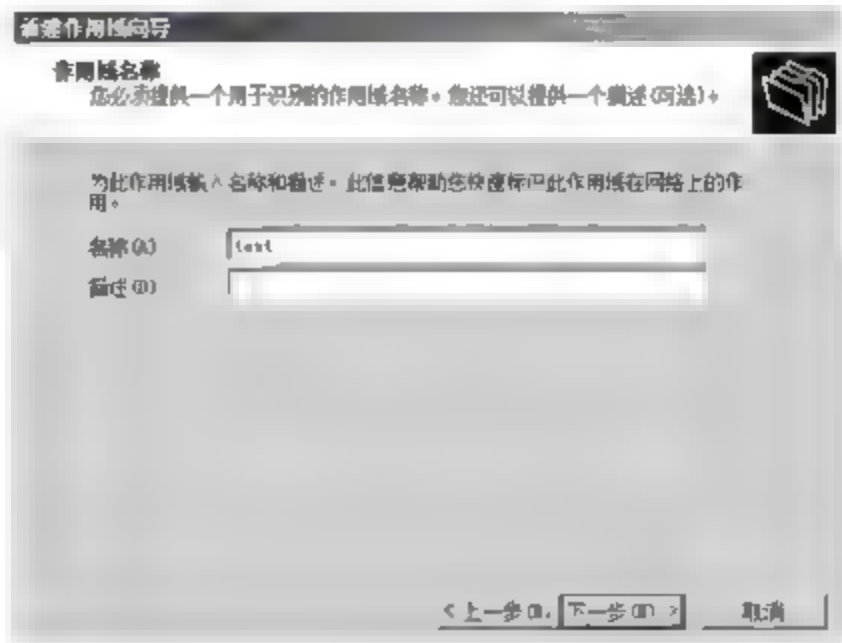 新建作用域向导
作用域名称
您必须提供一个用于识别的作用域名称。您还可以提供一个描述(可选)。
为此作用域输入名称和描述。此信息帮助您快速标识此作用域在网络上的作
用。
名称(A)
test
描述(D)
< 上一步(B)
下一步(N) >
取消